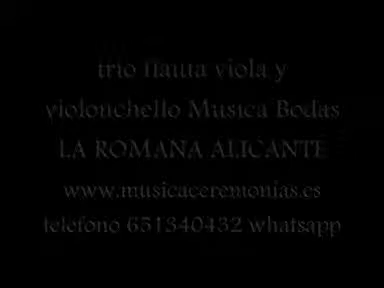 trio flauta viola y
violonchello Musica Bodas
LA ROMANA ALICANTE
www.musicaceremonias.es
telefono 651340432 whatsapp